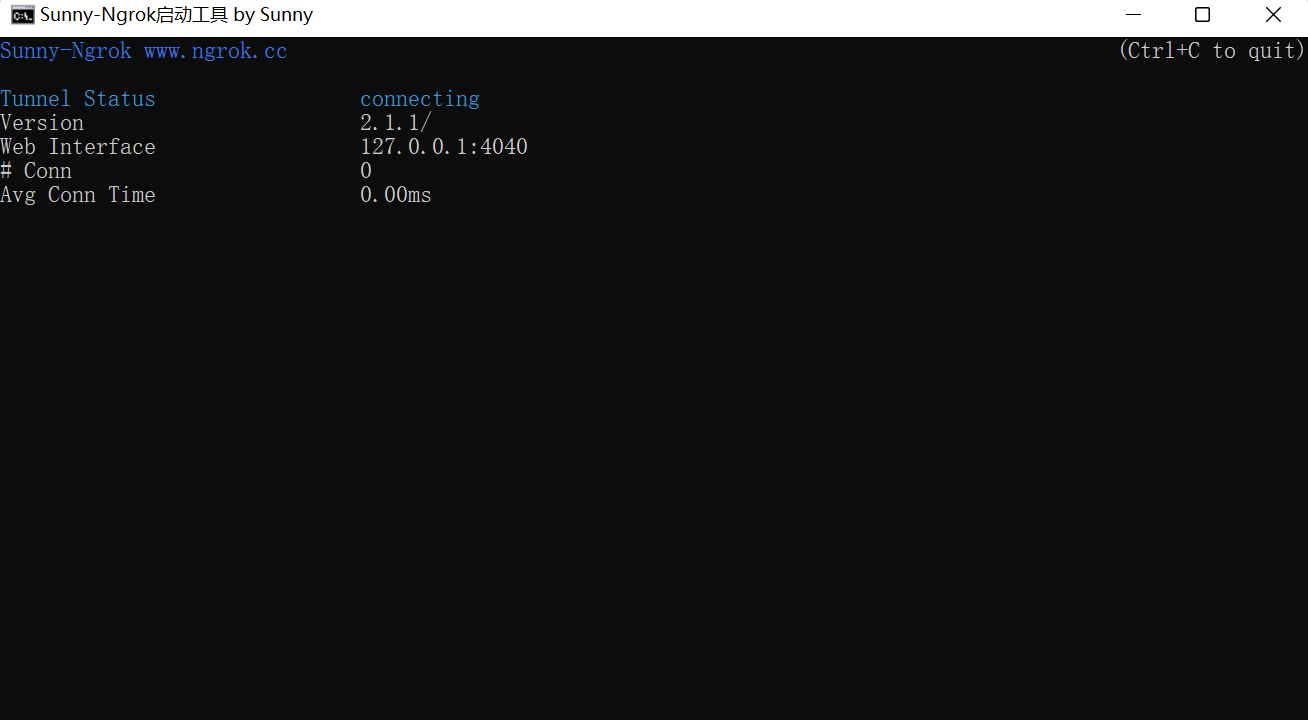 Sunny-Ngrok启动工具 by Sunny
Sunny-Ngrok www.ngrok.cc (Ctrl+C to quit)
Tunnel Status connecting
Version 2.1.1/
Web Interface 127.0.0.1:4040
# Conn 0
Avg Conn Time 0.00ms